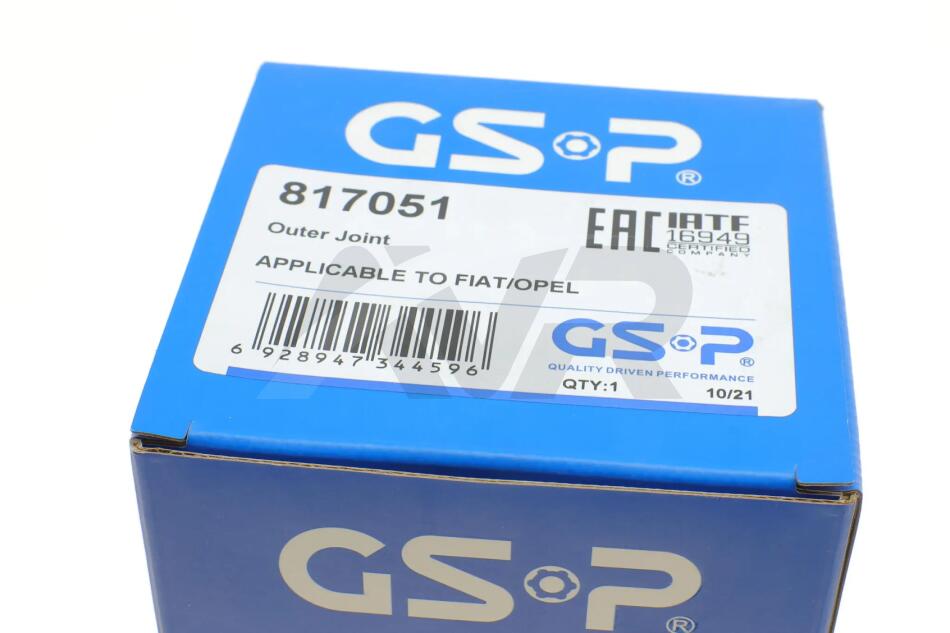 GSP®
817051
Outer Joint
EAC IATF
16949
CERTIFIED
COMPANY
APPLICABLE TO FIAT/OPEL
6 928947 344596
GSP®
QUALITY DRIVEN PERFORMANCE
QTY:1
10/21
GSP®